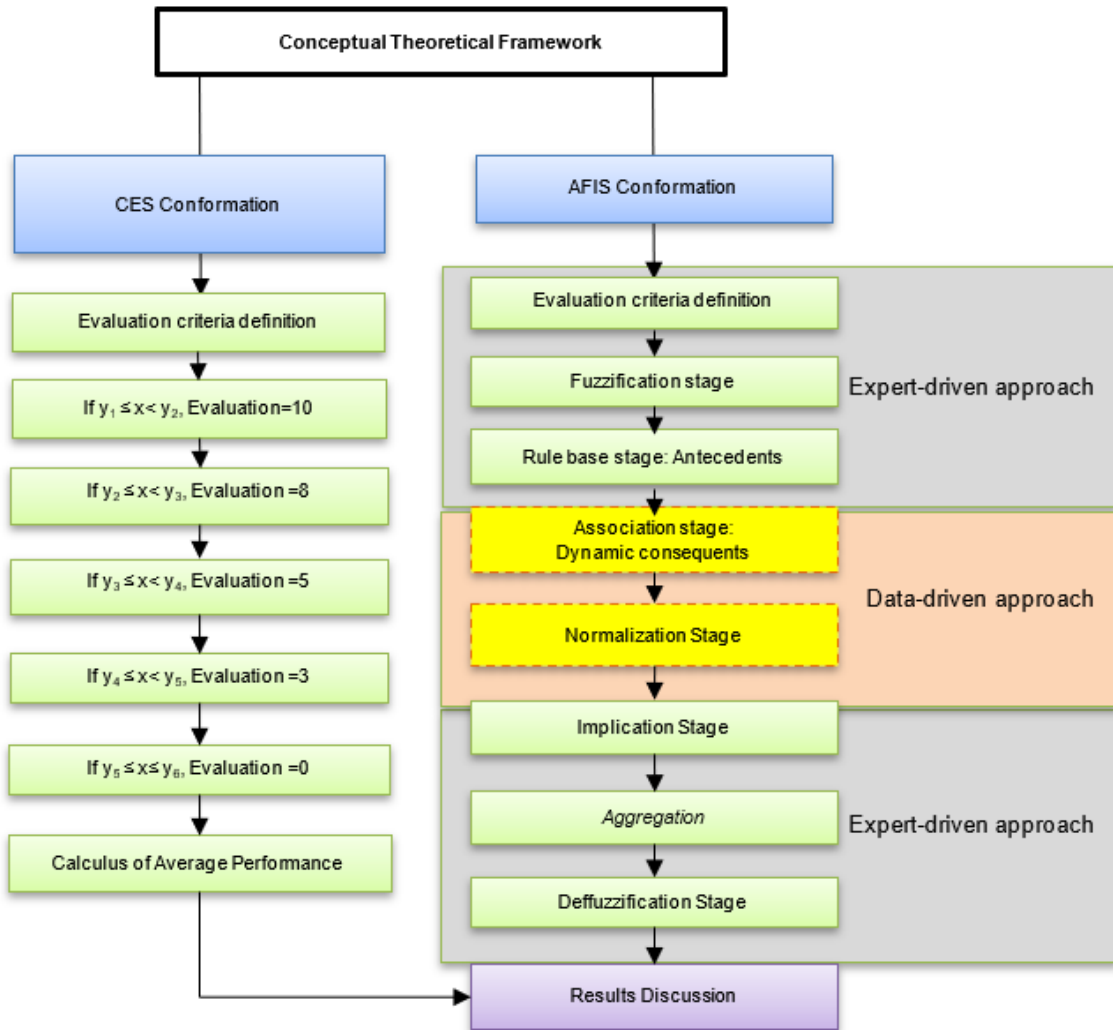 Conceptual Theoretical Framework
CES Conformation
Evaluation criteria definition
If y₁ ≤ x< y₂, Evaluation=10
If y₂ ≤ x< y₃, Evaluation =8
If y₃ ≤ x< y₄, Evaluation =5
If y₄ ≤ x< y₅, Evaluation =3
If y₅ ≤ x≤ y₆, Evaluation =0
Calculus of Average Performance
AFIS Conformation
Evaluation criteria definition
Fuzzification stage
Rule base stage: Antecedents
Expert-driven approach
Association stage:
Dynamic consequents
Normalization Stage
Data-driven approach
Implication Stage
Aggregation
Deffuzzification Stage
Expert-driven approach
Results Discussion